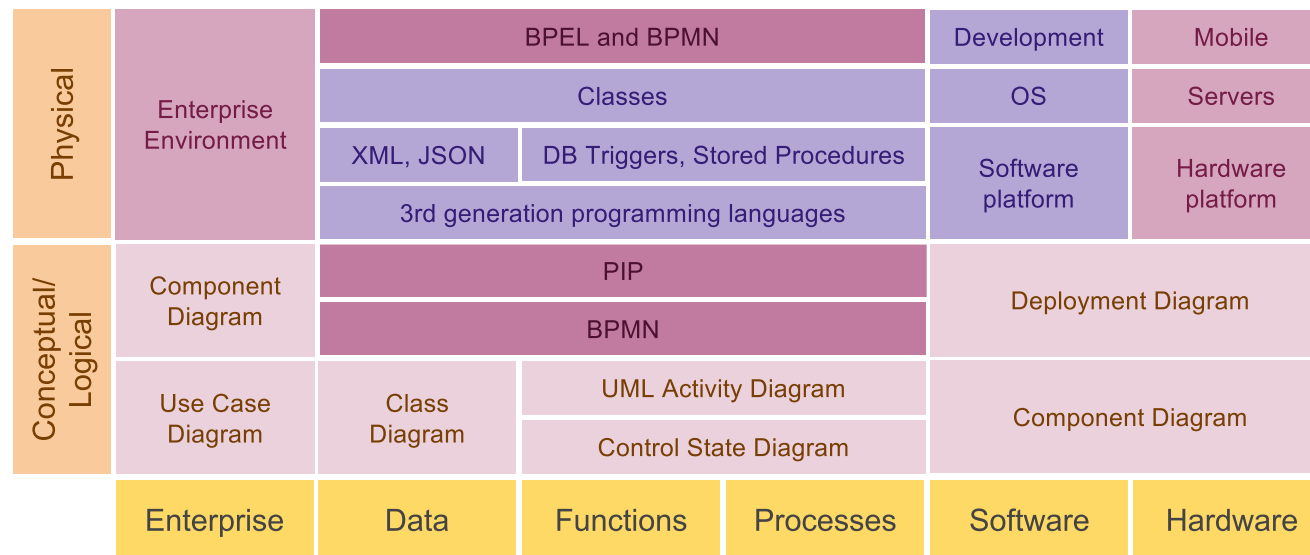 Physical
Enterprise
Environment
BPEL and BPMN
Development
Mobile
Classes
OS
Servers
XML, JSON
DB Triggers, Stored Procedures
Software
platform
Hardware
platform
3rd generation programming languages
Conceptual/
Logical
Component
Diagram
PIP
Deployment Diagram
BPMN
Use Case
Diagram
Class
Diagram
UML Activity Diagram
Component Diagram
Control State Diagram
Enterprise
Data
Functions
Processes
Software
Hardware